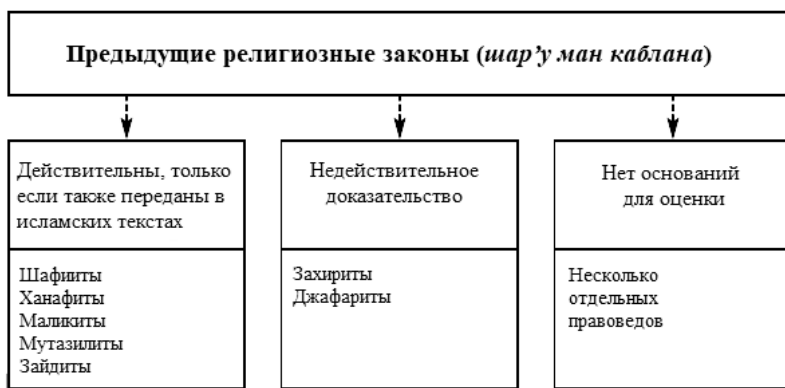 Предыдущие религиозные законы (шар’у ман каблана)
Действительны, только
если также переданы в
исламских текстах
Шафииты
Ханафиты
Маликиты
Мутазилиты
Зайдиты
Недействительное
доказательство
Захириты
Джафариты
Нет оснований
для оценки
Несколько
отдельных
правоведов